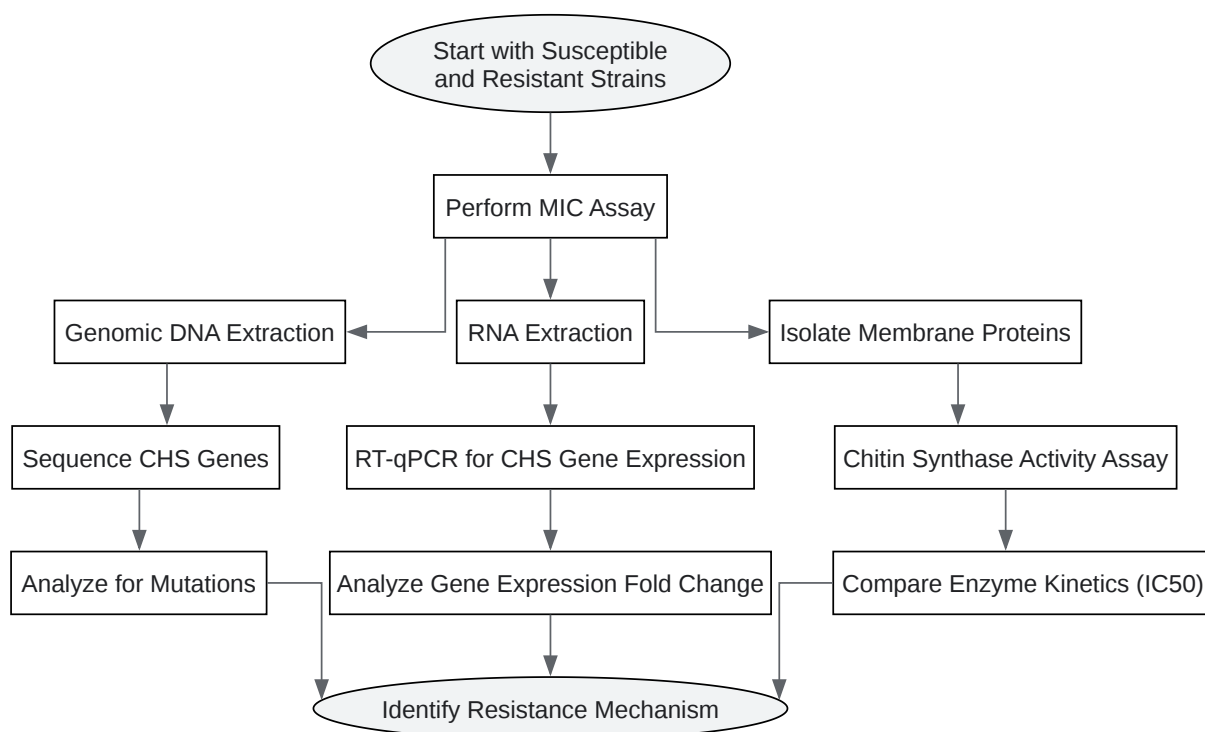 Start with Susceptible
and Resistant Strains
Perform MIC Assay
Genomic DNA Extraction
RNA Extraction
Isolate Membrane Proteins
Sequence CHS Genes
RT-qPCR for CHS Gene Expression
Chitin Synthase Activity Assay
Analyze for Mutations
Analyze Gene Expression Fold Change
Compare Enzyme Kinetics (IC50)
Identify Resistance Mechanism